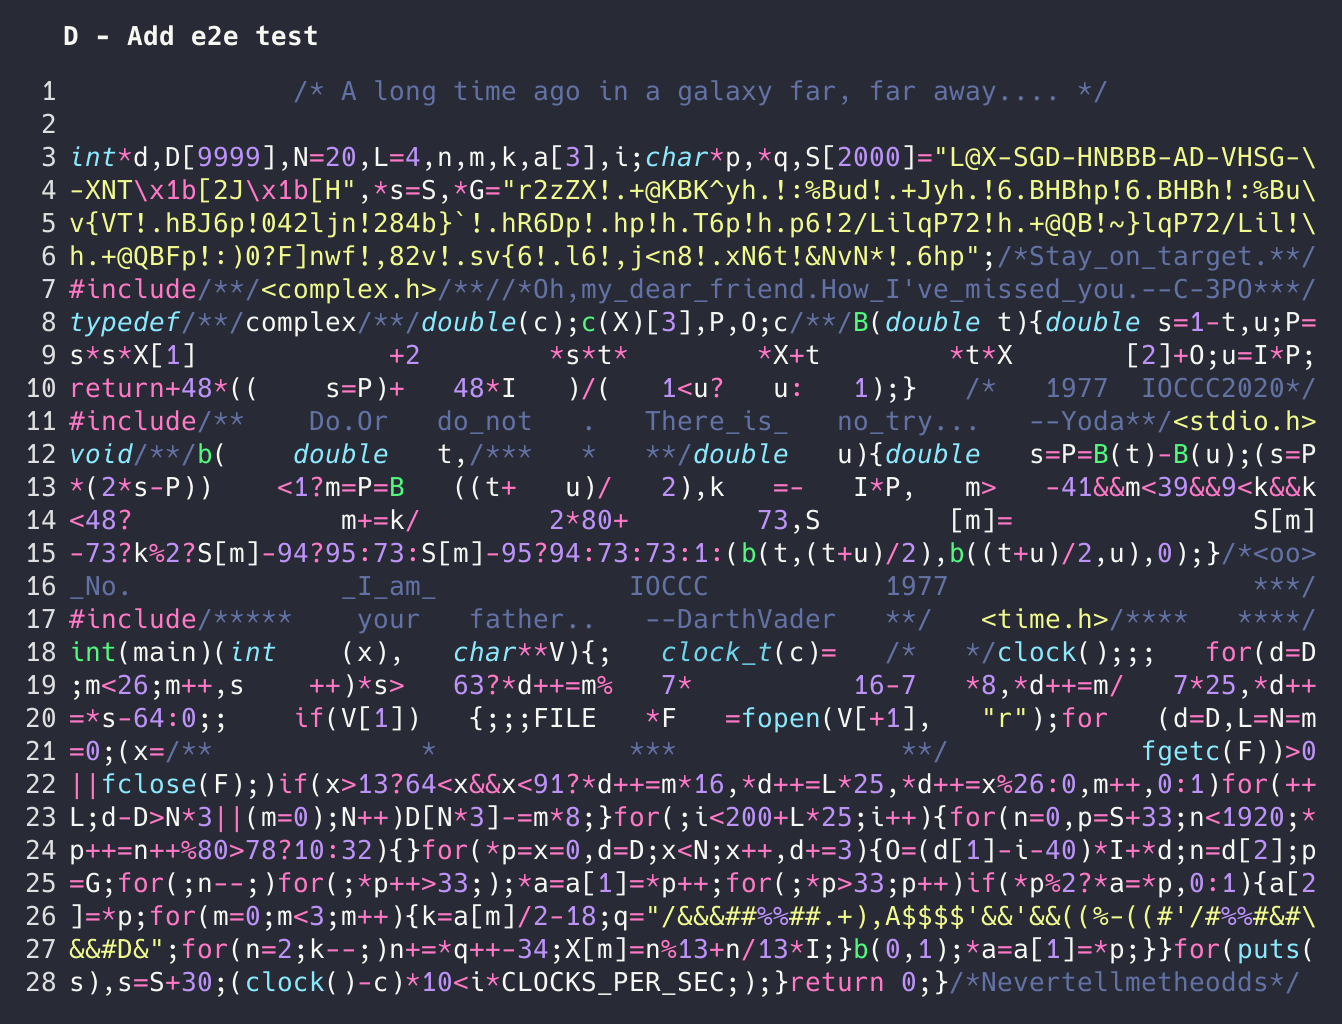 D - Add e2e test
1               /* A long time ago in a galaxy far, far away.... */
2
3 int*d,D[9999],N=20,L=4,n,m,k,a[3],i;char*p,*q,S[2000]="L@X-SGD-HNBBB-AD-VHSG-\
4 -XNT\x1b[2J\x1b[H",*s=S,*G="r2zZX!.+@KBK^yh.!:%Bud!.+Jyh.!6.BHBhp!6.BHBh!:%Bu\
5 v{VT!.hBJ6p!042ljn!284b}`!.hR6Dp!.hp!h.T6p!h.p6!2/LilqP72!h.+@QB!~}lqP72/Lil!\
6 h.+@QBFp!:)0?F]nwf!,82v!.sv{6!.l6!,j<n8!.xN6t!&NvN*!.6hp";/*Stay_on_target.**/
7 #include/**/<complex.h>/**//*Oh,my_dear_friend.How_I've_missed_you.--C-3PO***/
8 typedef/**/complex/**/double(c);c(X)[3],P,O;c/**/B(double t){double s=1-t,u;P=
9 s*s*X[1]            +2        *s*t*        *X+t        *t*X       [2]+O;u=I*P;
10 return+48*((    s=P)+   48*I   )/(   1<u?   u:   1);}   /*   1977  IOCCC2020*/
11 #include/**    Do.Or   do_not   .   There_is_   no_try...   --Yoda**/<stdio.h>
12 void/**/b(    double   t,/***   *   **/double   u){double   s=P=B(t)-B(u);(s=P
13 *(2*s-P))    <1?m=P=B   ((t+   u)/   2),k   =-   I*P,   m>   -41&&m<39&&9<k&&k
14 <48?             m+=k/        2*80+        73,S        [m]=               S[m]
15 -73?k%2?S[m]-94?95:73:S[m]-95?94:73:73:1:(b(t,(t+u)/2),b((t+u)/2,u),0);}/*<oo>
16 _No.             _I_am_            IOCCC           1977                   ***/
17 #include/*****    your   father..   --DarthVader   **/   <time.h>/****   ****/
18 int(main)(int    (x),   char**V){;   clock_t(c)=   /*   */clock();;;   for(d=D
19 ;m<26;m++,s    ++)*s>   63?*d++=m%   7*          16-7   *8,*d++=m/   7*25,*d++
20 =*s-64:0;;    if(V[1])   {;;;FILE   *F   =fopen(V[+1],   "r");for   (d=D,L=N=m
21 =0;(x=/**             *            ***              **/            fgetc(F))>0
22 ||fclose(F);)if(x>13?64<x&&x<91?*d++=m*16,*d++=L*25,*d++=x%26:0,m++,0:1)for(++
23 L;d-D>N*3||(m=0);N++)D[N*3]-=m*8;}for(;i<200+L*25;i++){for(n=0,p=S+33;n<1920;*
24 p++=n++%80>78?10:32){}for(*p=x=0,d=D;x<N;x++,d+=3){O=(d[1]-i-40)*I+*d;n=d[2];p
25 =G;for(;n--;)for(;*p++>33;);*a=a[1]=*p++;for(;*p>33;p++)if(*p%2?*a=*p,0:1){a[2
26 ]=*p;for(m=0;m<3;m++){k=a[m]/2-18;q="/&&&##%%##.+),A$$$$'&&'&&((%-((#'/#%%#&#\
27 &&#D&";for(n=2;k--;)n+=*q++-34;X[m]=n%13+n/13*I;}b(0,1);*a=a[1]=*p;}}for(puts(
28 s),s=S+30;(clock()-c)*10<i*CLOCKS_PER_SEC;);}return 0;}/*Nevertellmetheodds*/